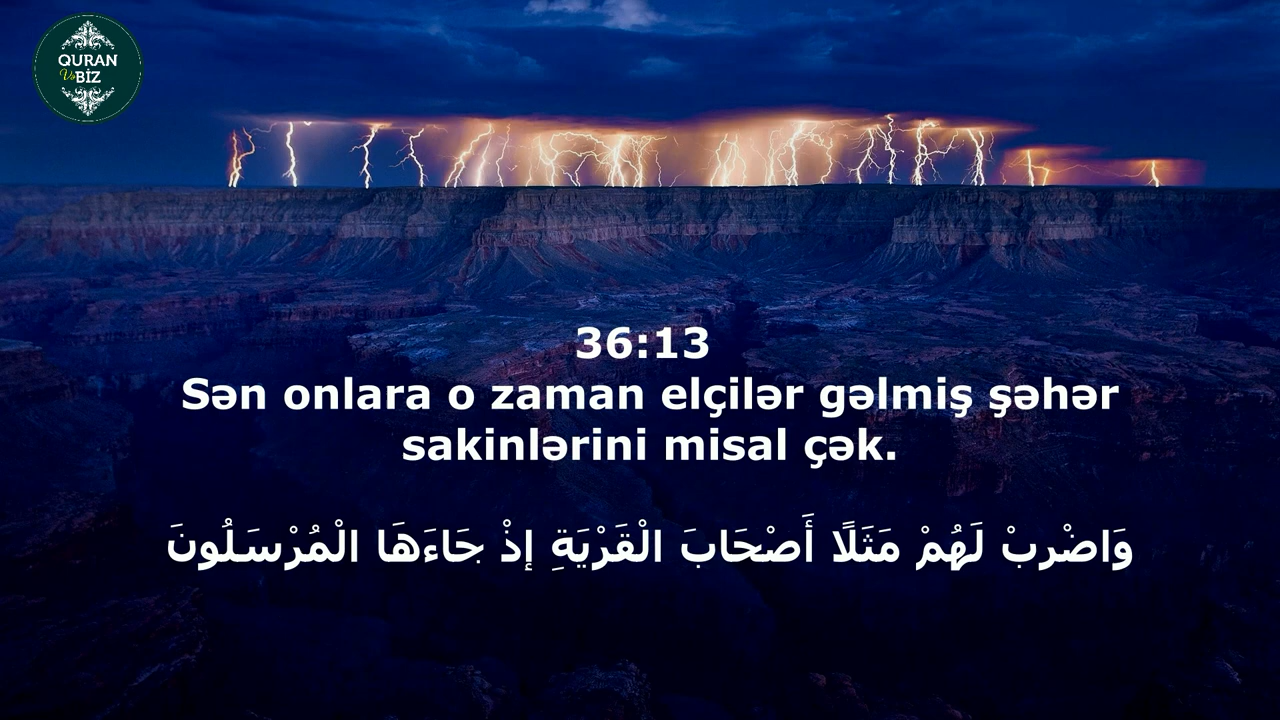 QURAN
Və
BİZ
36:13
Sən onlara o zaman elçilər gəlmiş şəhər
sakinlərini misal çək.
وَاضْرِبْ لَهُمْ مَثَلًا أَصْحَابَ الْقَرْيَةِ إِذْ جَاءَهَا الْمُرْسَلُونَ